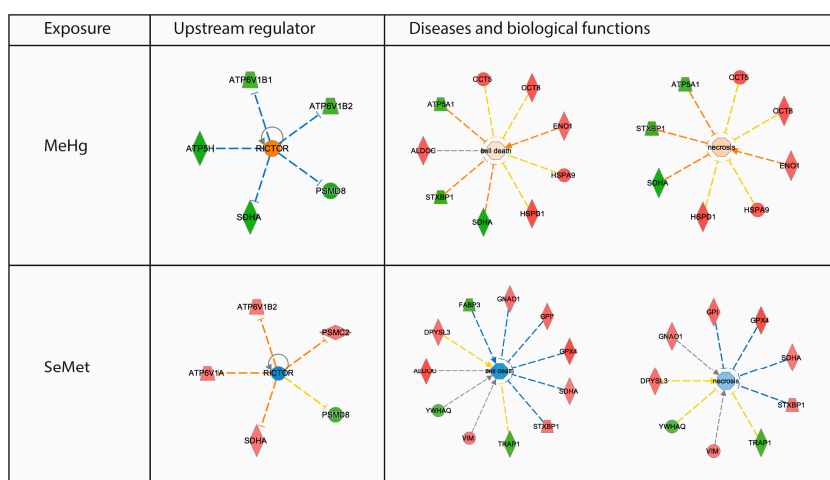 Exposure
Upstream regulator
Diseases and biological functions
MeHg
ATP6V1B1
ATP6V1B2
ATP5H
RICTOR
PSMD8
SDHA
CCT5
CCT8
ATP5A1
ENO1
ALDOC
cell death
HSPA9
STXBP1
HSPD1
SDHA
CCT5
ATP5A1
CCT8
STXBP1
necrosis
ENO1
SDHA
HSPA9
HSPD1
SeMet
ATP6V1B2
PSMC2
ATP6V1A
RICTOR
PSMD8
SDHA
FABP3
GNAO1
GPI
DPYSL3
GPX4
ALDOC
cell death
SDHA
YWHAQ
STXBP1
VIM
TRAP1
GPI
GPX4
GNAO1
SDHA
DPYSL3
necrosis
STXBP1
YWHAQ
TRAP1
VIM